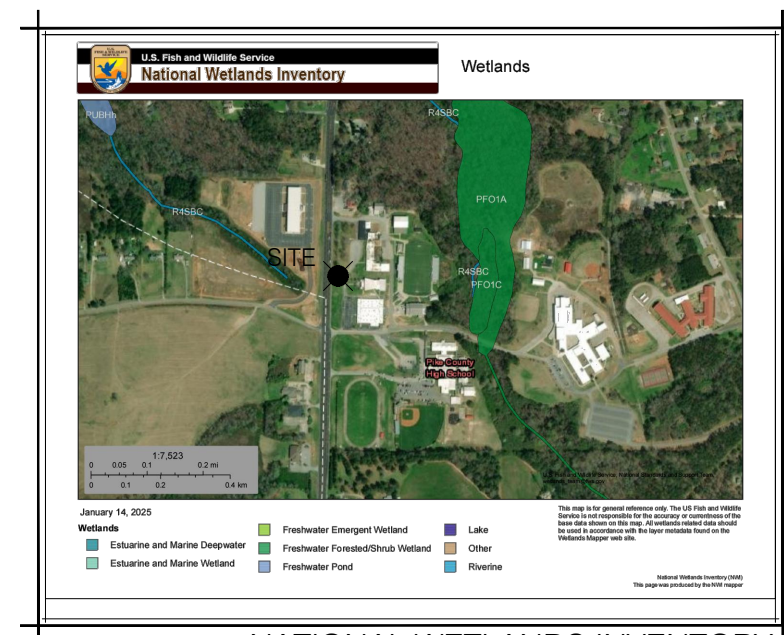 U.S. Fish and Wildlife Service
National Wetlands Inventory
Wetlands
PUBHh
R4SBC
PFO1A
R4SBC
SITE
R4SBC
PFO1C
Pike County
High School
1:7,523
0 0.05 0.1 0.2 mi
0 0.1 0.2 0.4 km
January 14, 2025
Wetlands
Estuarine and Marine Deepwater
Estuarine and Marine Wetland
Freshwater Emergent Wetland
Freshwater Forested/Shrub Wetland
Freshwater Pond
Lake
Other
Riverine
This map is for general reference only. The US Fish and Wildlife
Service is not responsible for the accuracy or currentness of the
base data shown on this map. All wetlands related data should
be used in accordance with the layer metadata found on the
Wetlands Mapper web site.
National Wetlands Inventory (NWI)
This page was produced by the NWI mapper
NATIONAL WETLANDS INVENTORY